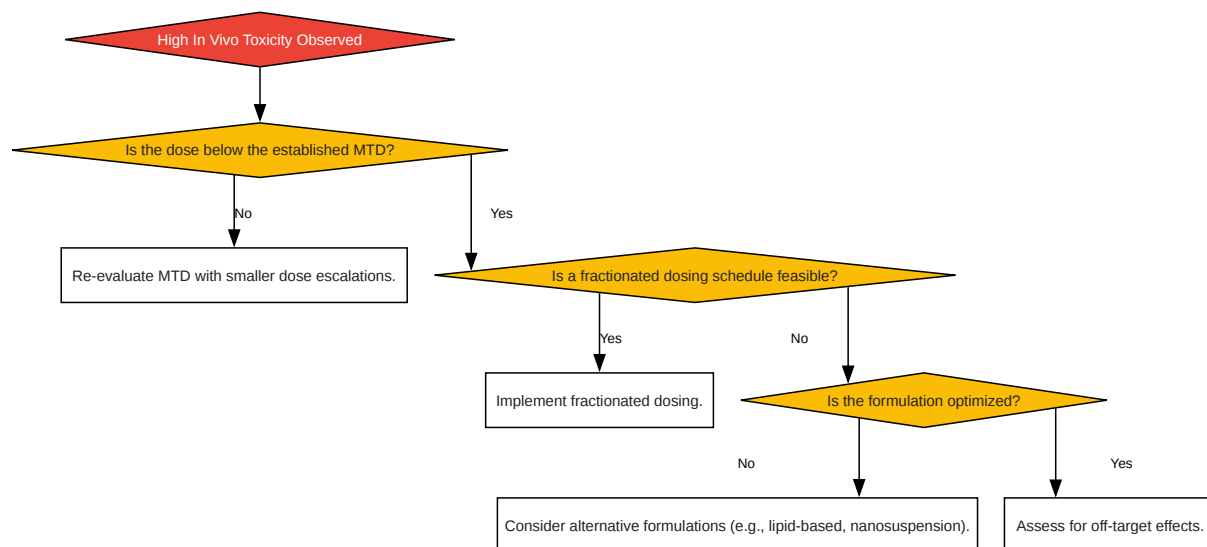 High In Vivo Toxicity Observed
Is the dose below the established MTD?
No
Yes
Re-evaluate MTD with smaller dose escalations.
Is a fractionated dosing schedule feasible?
Yes
No
Implement fractionated dosing.
Is the formulation optimized?
No
Yes
Consider alternative formulations (e.g., lipid-based, nanosuspension).
Assess for off-target effects.